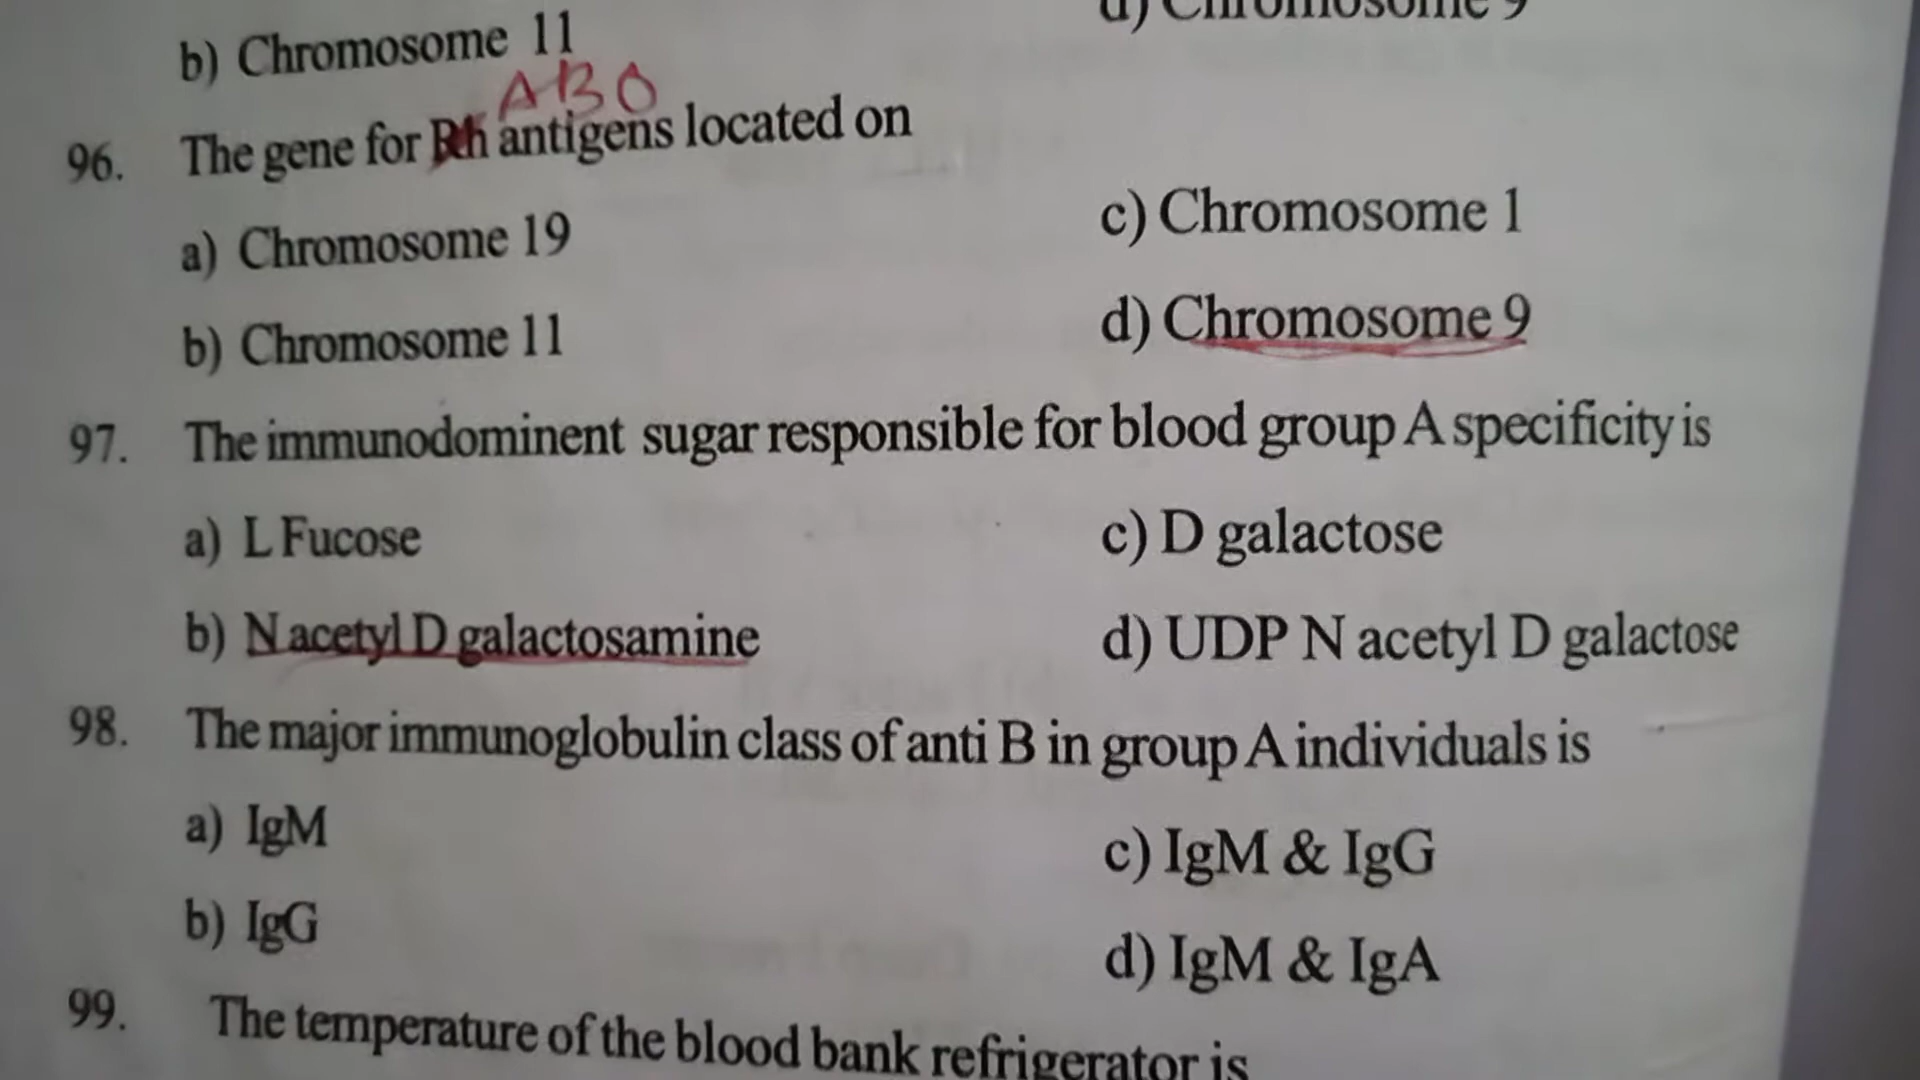 b) Chromosome 11
d) Chromosome 9
ABO
96. The gene for Rh antigens located on
a) Chromosome 19
c) Chromosome 1
b) Chromosome 11
d) Chromosome 9
97. The immunodominent sugar responsible for blood group A specificity is
a) L Fucose
c) D galactose
b) N acetyl D galactosamine
d) UDP N acetyl D galactose
98. The major immunoglobulin class of anti B in group A individuals is
a) IgM
c) IgM & IgG
b) IgG
d) IgM & IgA
99. The temperature of the blood bank refrigerator is